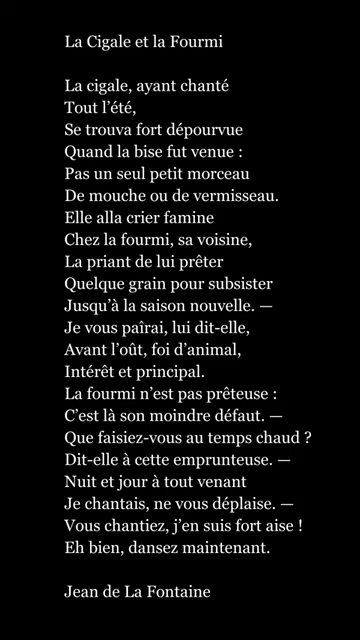 La Cigale et la Fourmi
La cigale, ayant chanté
Tout l’été,
Se trouva fort dépourvue
Quand la bise fut venue :
Pas un seul petit morceau
De mouche ou de vermisseau.
Elle alla crier famine
Chez la fourmi, sa voisine,
La priant de lui prêter
Quelque grain pour subsister
Jusqu’à la saison nouvelle. —
Je vous paîrai, lui dit-elle,
Avant l’oût, foi d’animal,
Intérêt et principal.
La fourmi n’est pas prêteuse :
C’est là son moindre défaut. —
Que faisiez-vous au temps chaud ?
Dit-elle à cette emprunteuse. —
Nuit et jour à tout venant
Je chantais, ne vous déplaise. —
Vous chantiez, j’en suis fort aise !
Eh bien, dansez maintenant.
Jean de La Fontaine